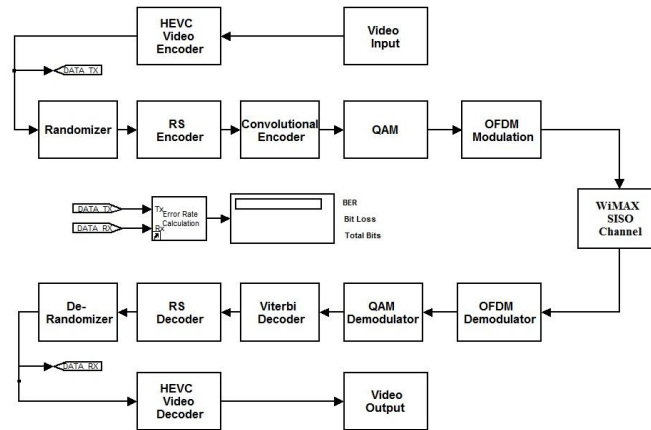 HEVC
Video
Encoder
Video
Input
DATA_TX
Randomizer
RS
Encoder
Convolutional
Encoder
QAM
OFDM
Modulation
DATA_TX
DATA_RX
Tx
Error Rate
Calculation
Rx
BER
Bit Loss
Total Bits
WiMAX
SISO
Channel
De-
Randomizer
RS
Decoder
Viterbi
Decoder
QAM
Demodulator
OFDM
Demodulator
DATA_RX
HEVC
Video
Decoder
Video
Output